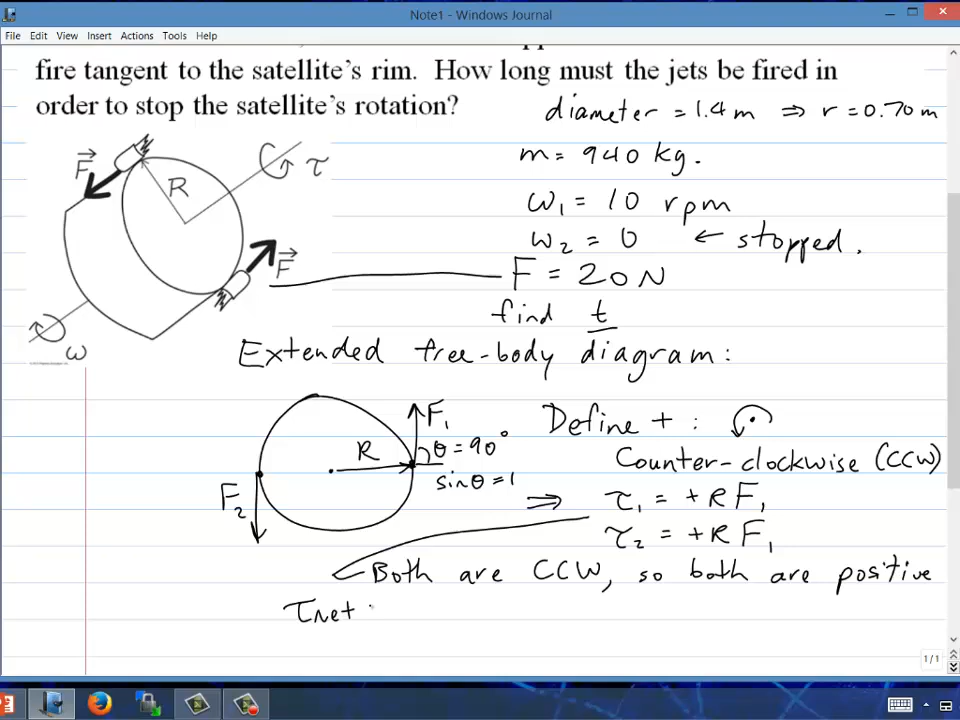 Note1 - Windows Journal
File Edit View Insert Actions Tools Help
fire tangent to the satellite's rim. How long must the jets be fired in
order to stop the satellite's rotation?
diameter = 1.4 m ⇒ r = 0.70 m
m = 940 kg.
ω₁ = 10 rpm
ω₂ = 0 ← stopped.
F = 20 N
find t
F
R
τ
F
ω
Extended free-body diagram:
F₁
R
θ = 90°
sinθ = 1
F₂
Define + :
Counter-clockwise (CCW)
⇒ τ₁ = +R F₁
τ₂ = +R F₁
Both are CCW, so both are positive
τnet
1/1